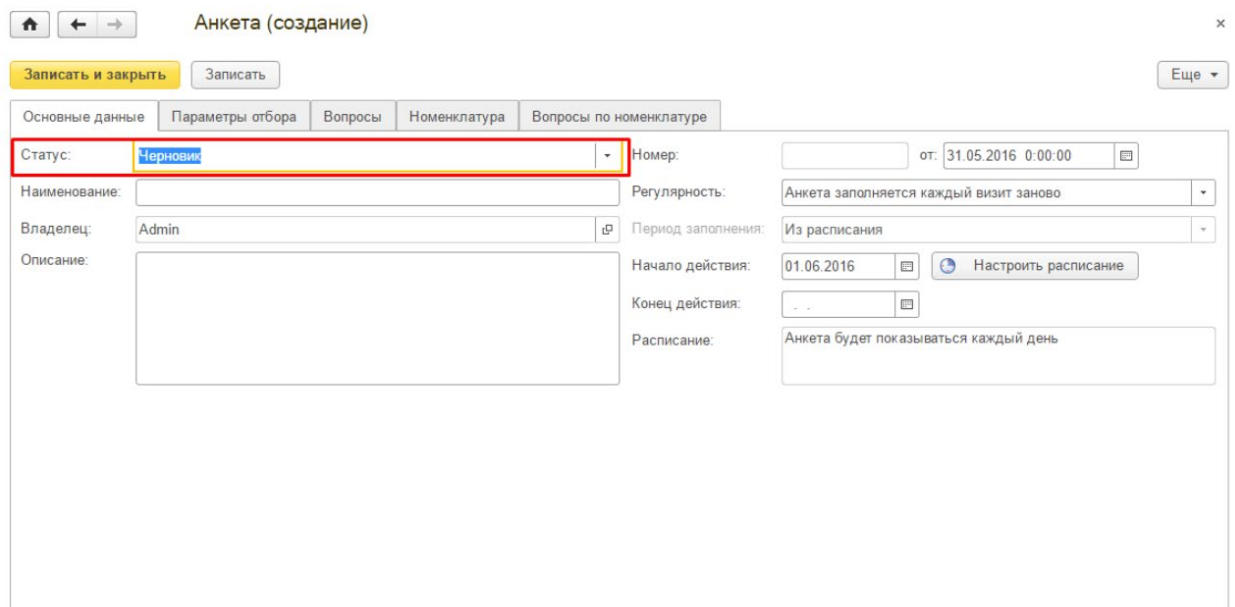 Анкета (создание)
Записать и закрыть Записать Еще
Основные данные Параметры отбора Вопросы Номенклатура Вопросы по номенклатуре
Статус: Черновик Номер: от: 31.05.2016 0:00:00
Наименование: Регулярность: Анкета заполняется каждый визит заново
Владелец: Admin Период заполнения: Из расписания
Описание: Начало действия: 01.06.2016 Настроить расписание
Конец действия: . .
Расписание: Анкета будет показываться каждый день